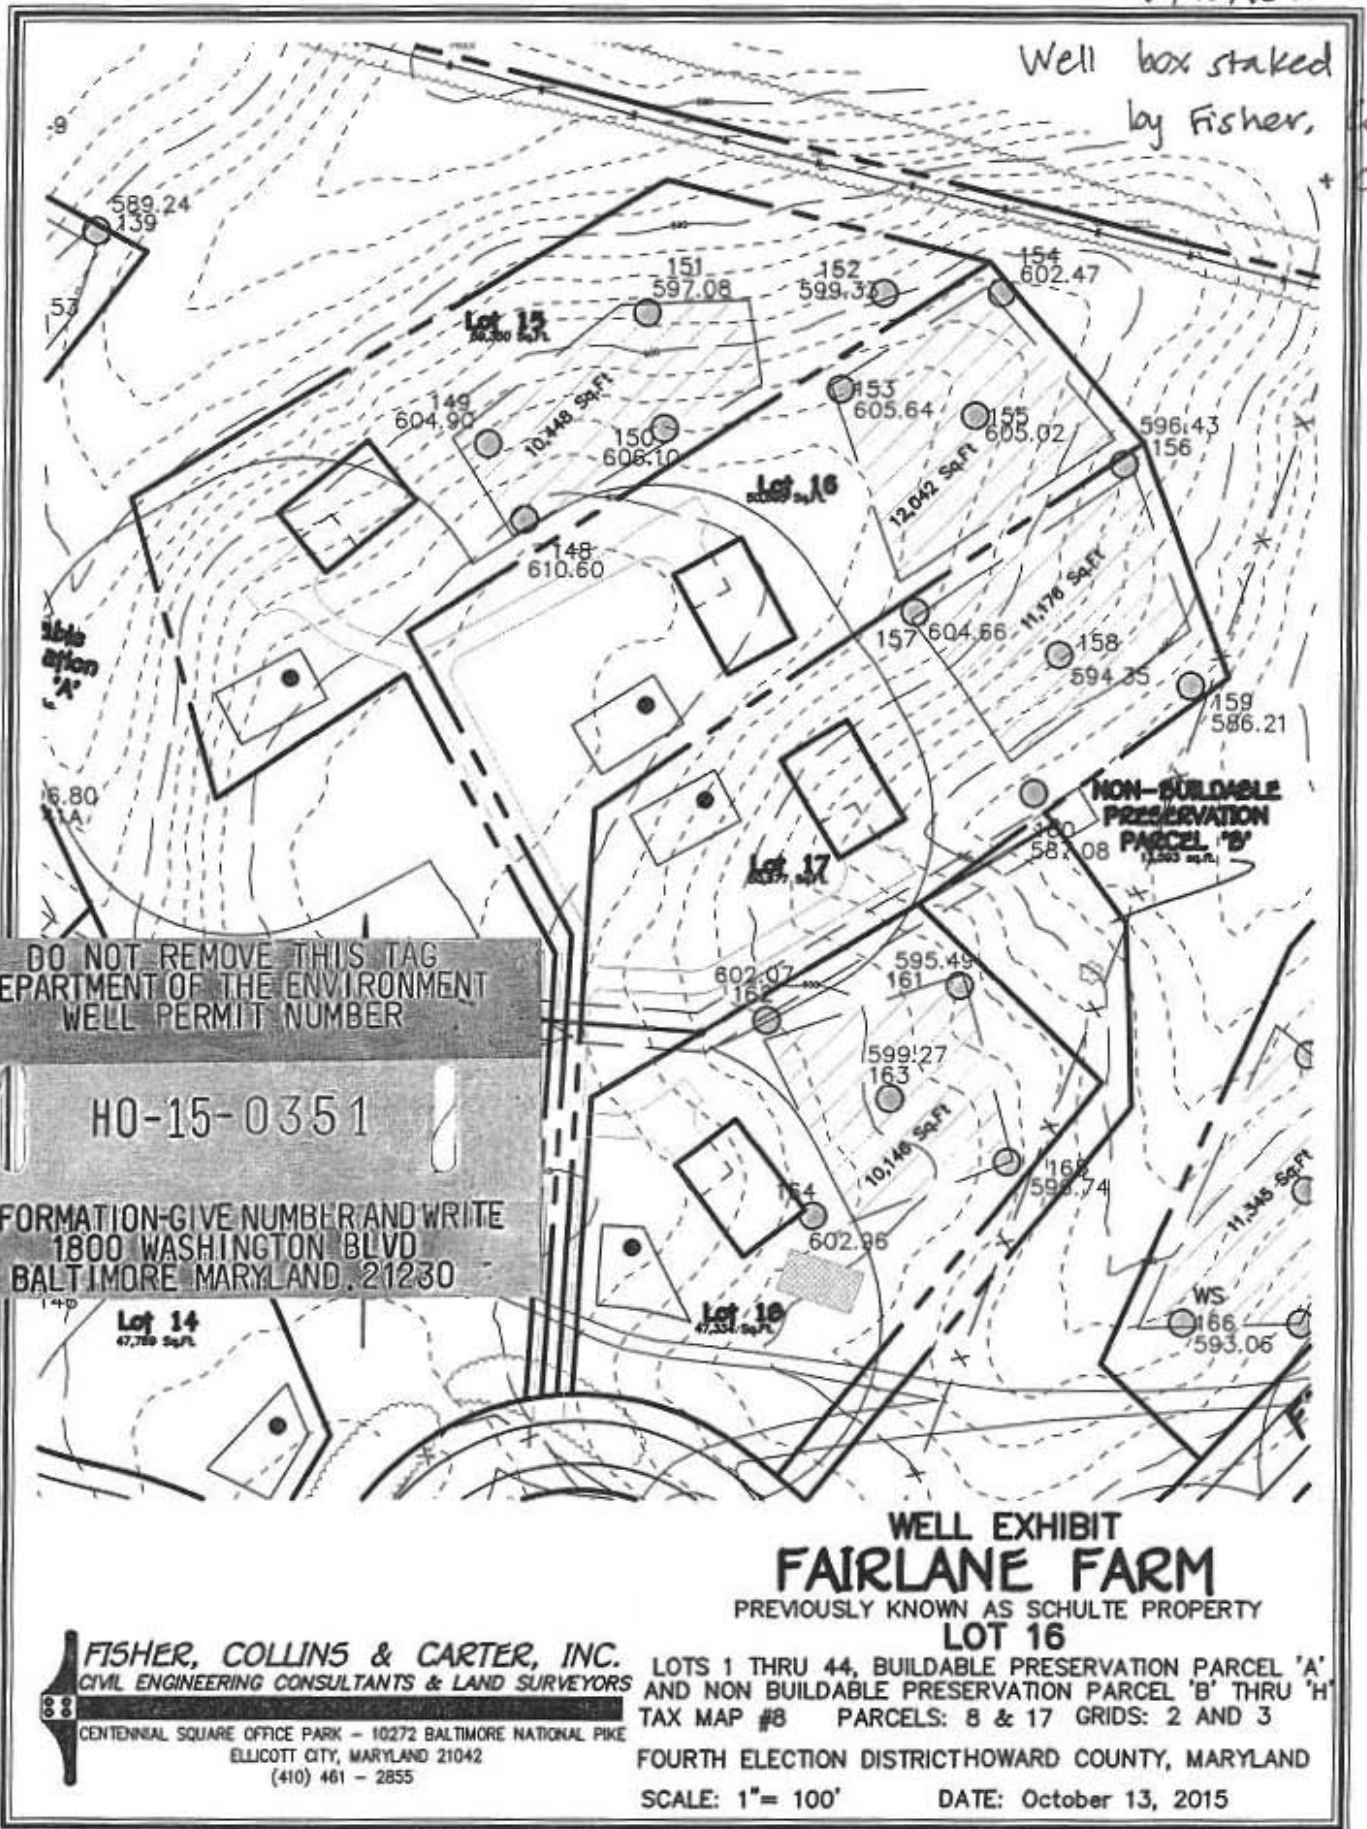 Well box staked
by Fisher,
-9
589.24
139
53
154
602.47
151
597.08
152
599.33
Lot 15
149
604.90
10,448 Sq.Ft
150
606.10
153
605.64
155
605.02
596.43
156
Lot 16
12,042 Sq.Ft
148
610.60
11,176 Sq.Ft
157
604.66
158
594.35
159
586.21
'A'
6.80
NON-BUILDABLE
PRESERVATION
PARCEL 'B'
160
587.08
Lot 17
DO NOT REMOVE THIS TAG
EPARTMENT OF THE ENVIRONMENT
WELL PERMIT NUMBER
HO-15-0351
FORMATION-GIVE NUMBER AND WRITE
1800 WASHINGTON BLVD
BALTIMORE MARYLAND. 21230
602.07
162
595.49
161
599.27
163
10,146 Sq.Ft
602.96
11,345 Sq.Ft
WS
166
593.06
Lot 14
47,789 Sq.Ft.
WELL EXHIBIT
FAIRLANE FARM
PREVIOUSLY KNOWN AS SCHULTE PROPERTY
LOT 16
LOTS 1 THRU 44, BUILDABLE PRESERVATION PARCEL 'A'
AND NON BUILDABLE PRESERVATION PARCEL 'B' THRU 'H'
TAX MAP #8 PARCELS: 8 & 17 GRIDS: 2 AND 3
FOURTH ELECTION DISTRICT HOWARD COUNTY, MARYLAND
SCALE: 1"= 100' DATE: October 13, 2015
FISHER, COLLINS & CARTER, INC.
CIVIL ENGINEERING CONSULTANTS & LAND SURVEYORS
CENTENNIAL SQUARE OFFICE PARK - 10272 BALTIMORE NATIONAL PIKE
ELLICOTT CITY, MARYLAND 21042
(410) 461 - 2855